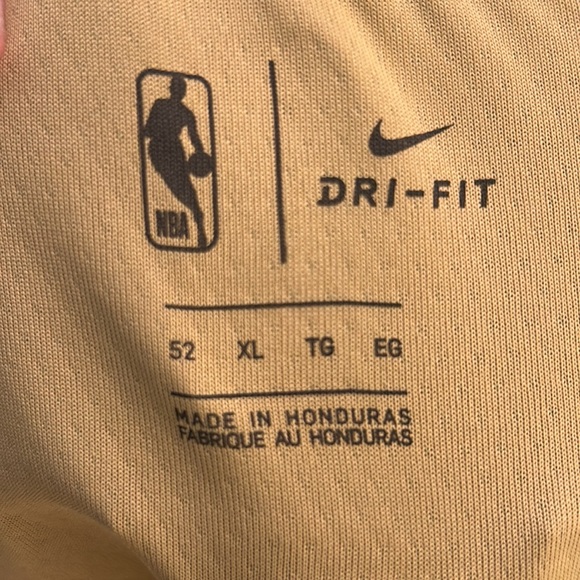 NBA
DRI-FIT
52 XL TG EG
MADE IN HONDURAS
FABRIQUE AU HONDURAS